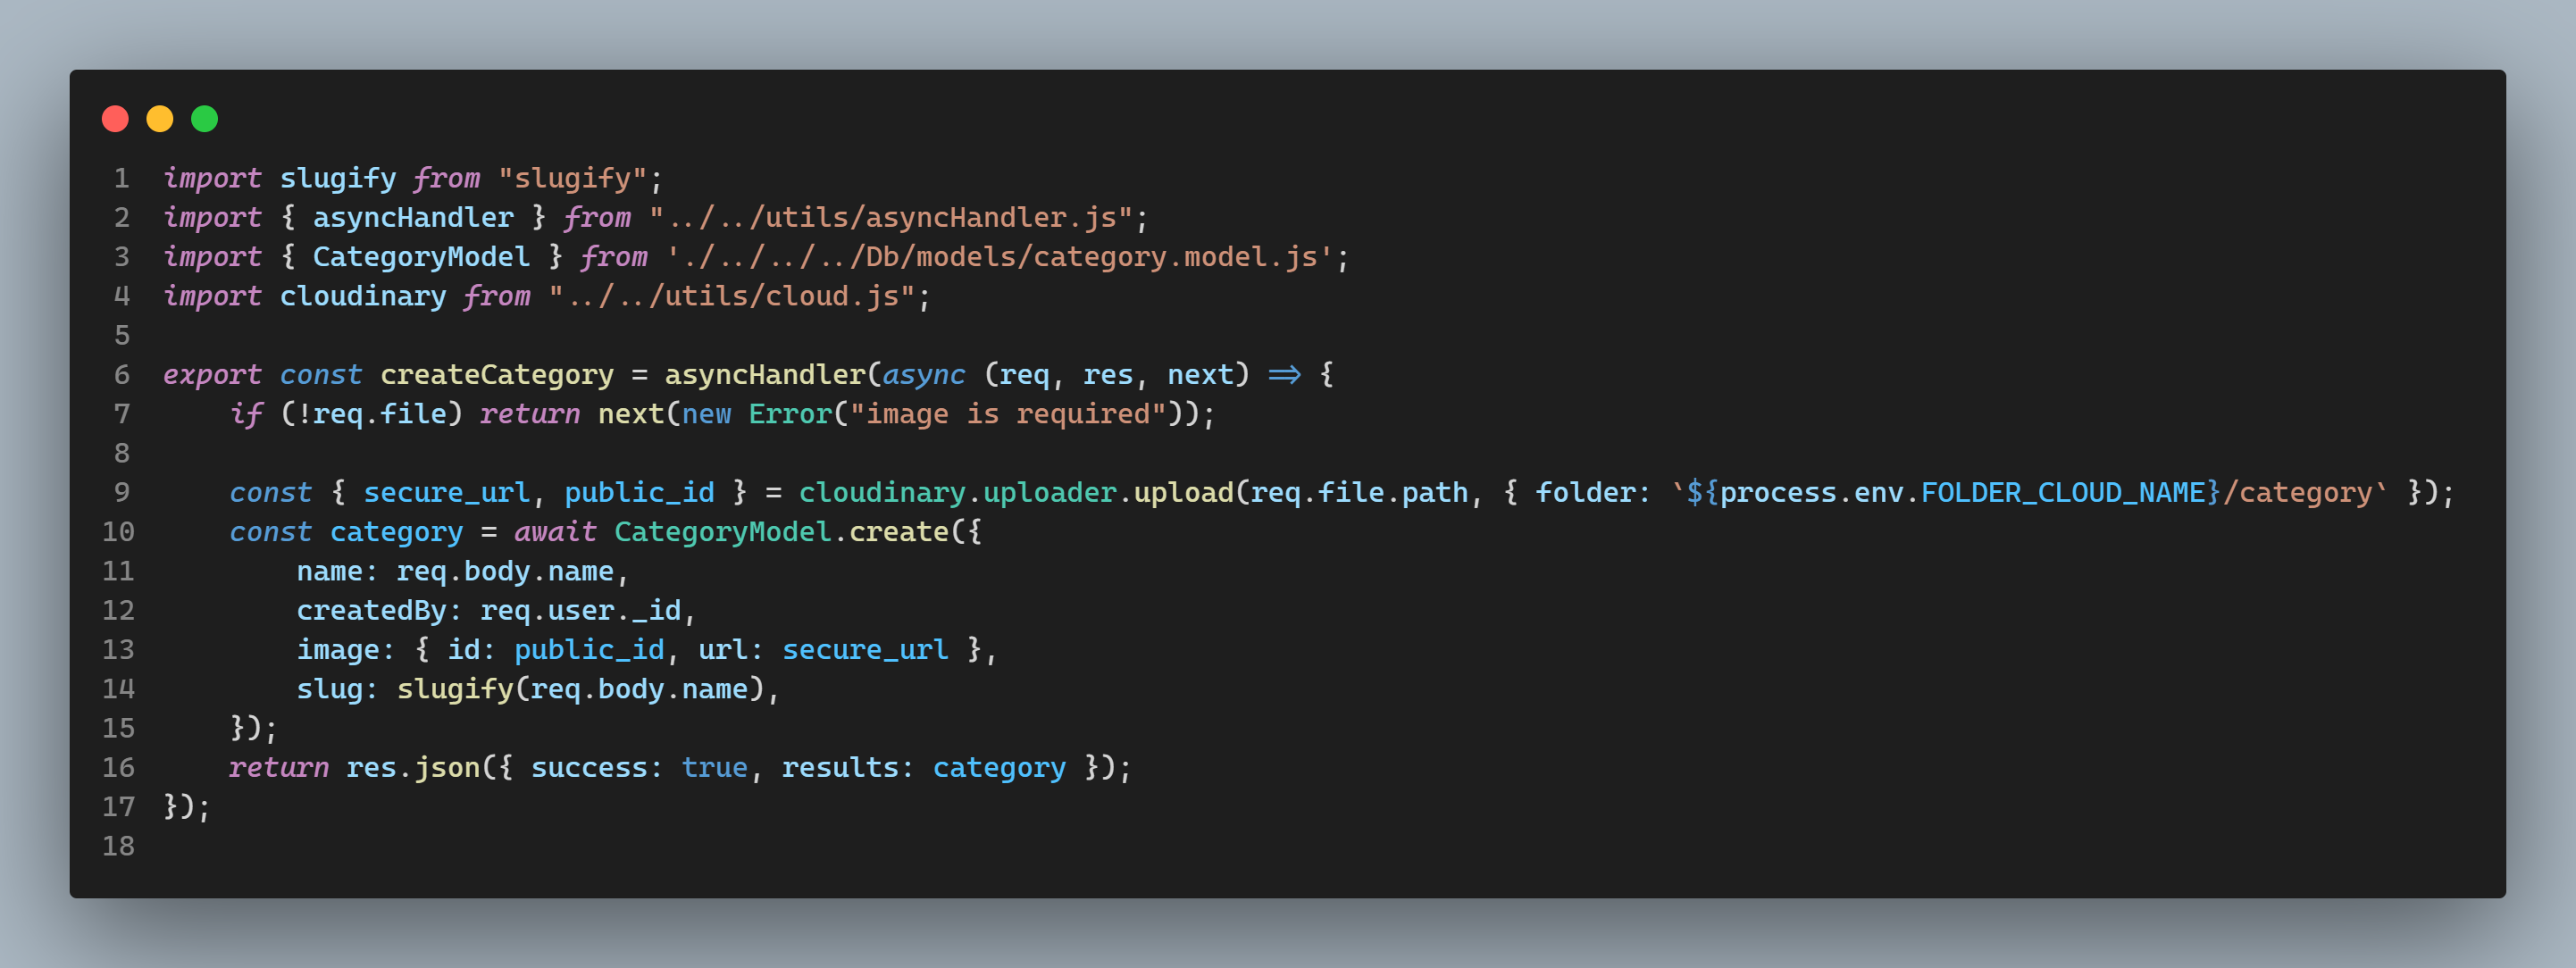 1 import slugify from "slugify";
2 import { asyncHandler } from "../../utils/asyncHandler.js";
3 import { CategoryModel } from './../../../Db/models/category.model.js';
4 import cloudinary from "../../utils/cloud.js";
5
6 export const createCategory = asyncHandler(async (req, res, next) => {
7     if (!req.file) return next(new Error("image is required"));
8
9     const { secure_url, public_id } = cloudinary.uploader.upload(req.file.path, { folder: `${process.env.FOLDER_CLOUD_NAME}/category` });
10     const category = await CategoryModel.create({
11         name: req.body.name,
12         createdBy: req.user._id,
13         image: { id: public_id, url: secure_url },
14         slug: slugify(req.body.name),
15     });
16     return res.json({ success: true, results: category });
17 });
18